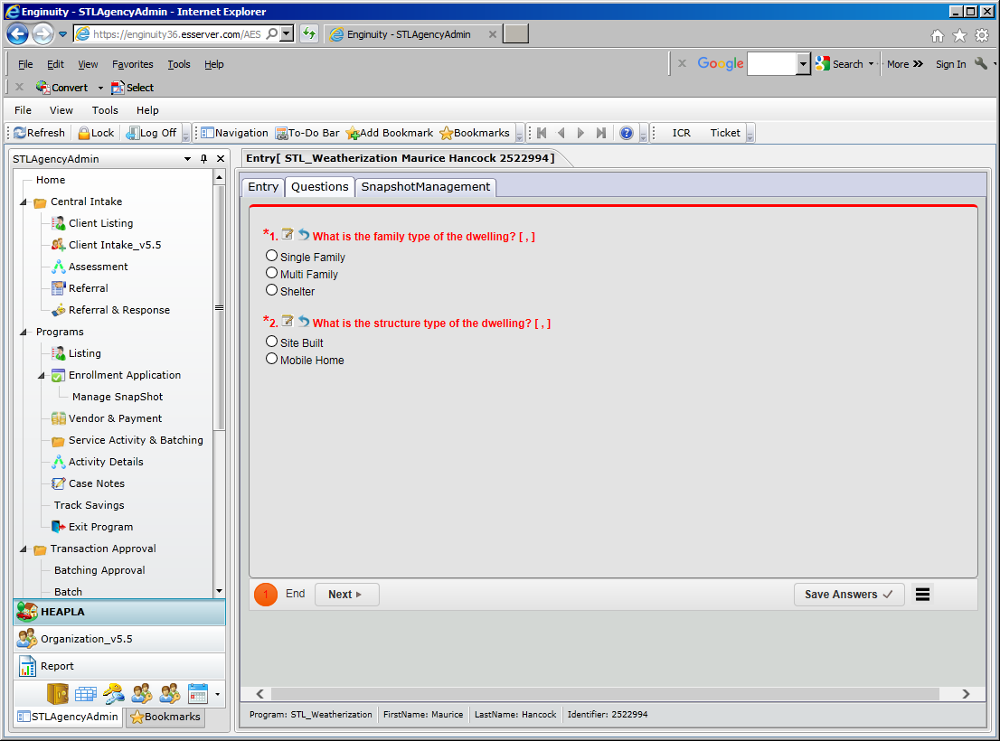 Enginuity - STLAgencyAdmin - Internet Explorer
https://enginuity36.esserver.com/AES
Enginuity - STLAgencyAdmin
File Edit View Favorites Tools Help
Google Search More » Sign In
Convert Select
File View Tools Help
Refresh Lock Log Off Navigation To-Do Bar Add Bookmark Bookmarks ICR Ticket
STLAgencyAdmin
Home
Central Intake
Client Listing
Client Intake_v5.5
Assessment
Referral
Referral & Response
Programs
Listing
Enrollment Application
Manage SnapShot
Vendor & Payment
Service Activity & Batching
Activity Details
Case Notes
Track Savings
Exit Program
Transaction Approval
Batching Approval
Batch
HEAPLA
Organization_v5.5
Report
STLAgencyAdmin Bookmarks
Entry[ STL_Weatherization Maurice Hancock 2522994]
Entry Questions SnapshotManagement
*1. What is the family type of the dwelling? [ , ]
Single Family
Multi Family
Shelter
*2. What is the structure type of the dwelling? [ , ]
Site Built
Mobile Home
1 End Next Save Answers
Program: STL_Weatherization FirstName: Maurice LastName: Hancock Identifier: 2522994